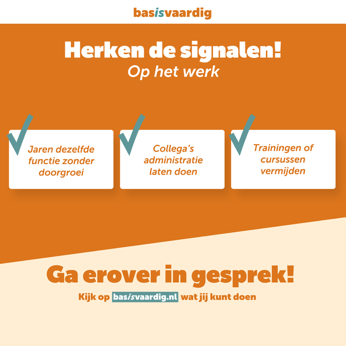 basisvaardig
Herken de signalen!
Op het werk
Jaren dezelfde
functie zonder
doorgroei
Collega's
administratie
laten doen
Trainingen of
cursussen
vermijden
Ga erover in gesprek!
Kijk op basisvaardig.nl wat jij kunt doen